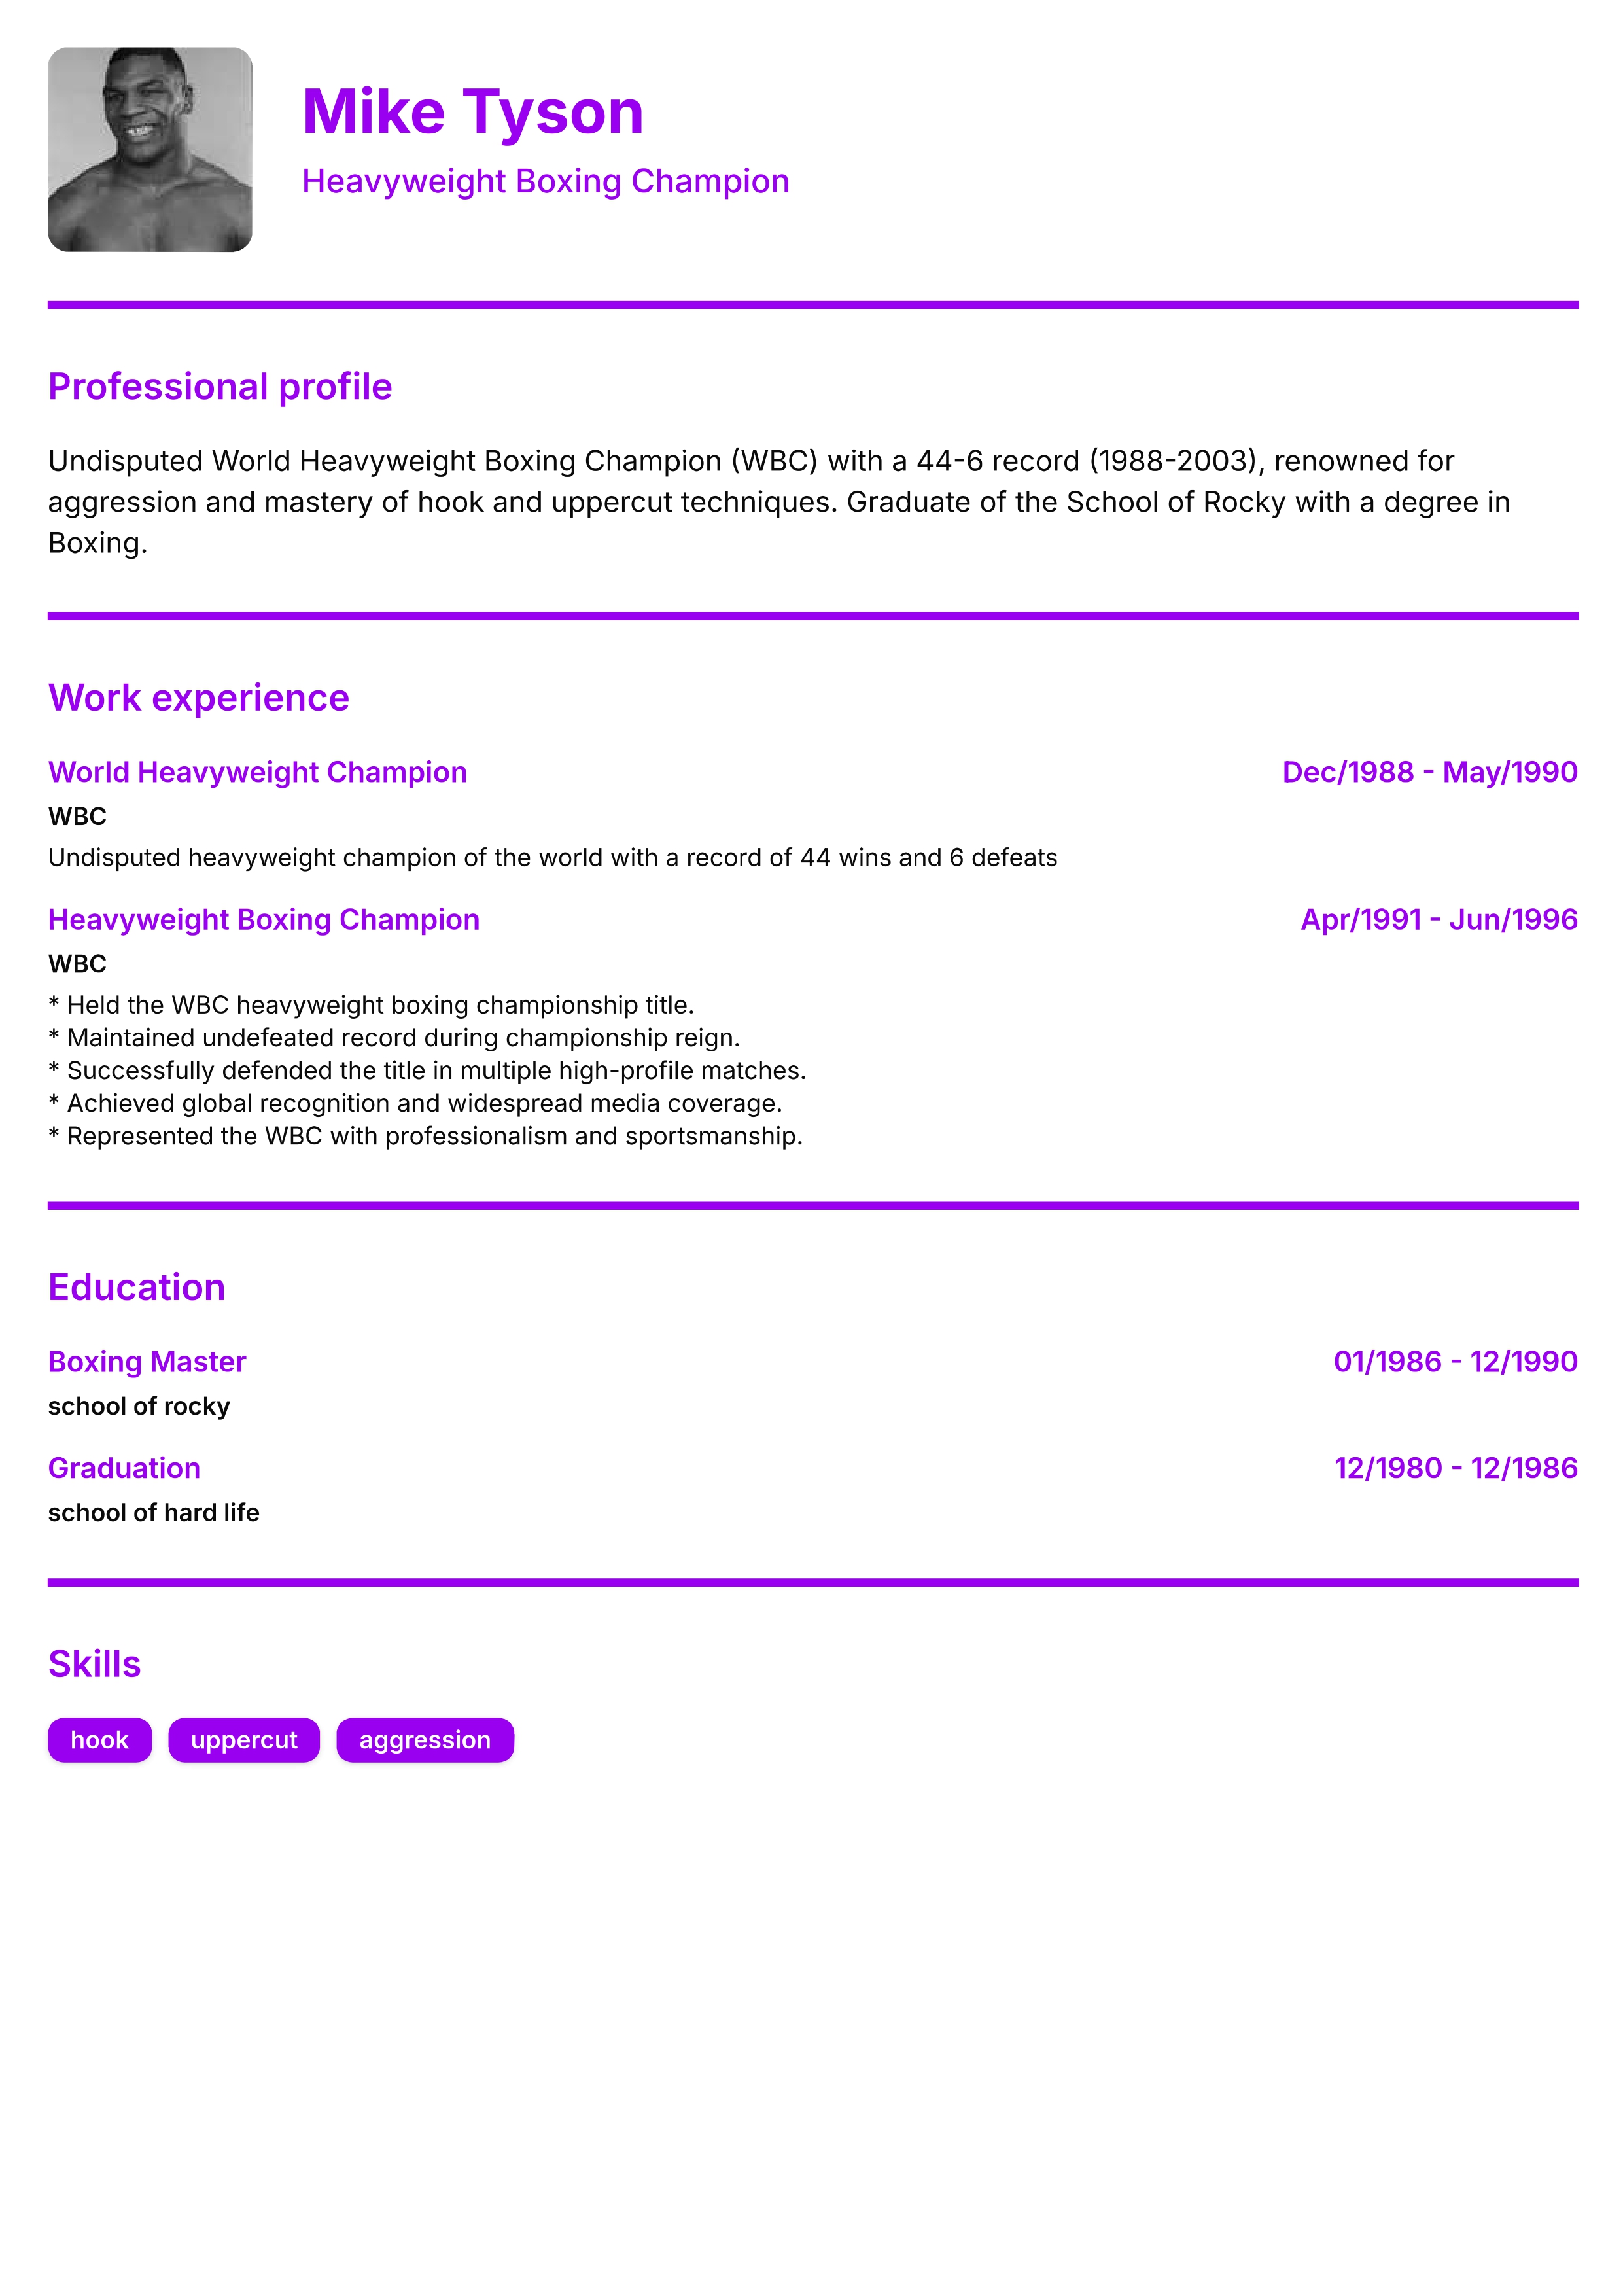 Mike Tyson
Heavyweight Boxing Champion
Professional profile
Undisputed World Heavyweight Boxing Champion (WBC) with a 44-6 record (1988-2003), renowned for
aggression and mastery of hook and uppercut techniques. Graduate of the School of Rocky with a degree in
Boxing.
Work experience
World Heavyweight Champion Dec/1988 - May/1990
WBC
Undisputed heavyweight champion of the world with a record of 44 wins and 6 defeats
Heavyweight Boxing Champion Apr/1991 - Jun/1996
WBC
* Held the WBC heavyweight boxing championship title.
* Maintained undefeated record during championship reign.
* Successfully defended the title in multiple high-profile matches.
* Achieved global recognition and widespread media coverage.
* Represented the WBC with professionalism and sportsmanship.
Education
Boxing Master 01/1986 - 12/1990
school of rocky
Graduation 12/1980 - 12/1986
school of hard life
Skills
hook uppercut aggression